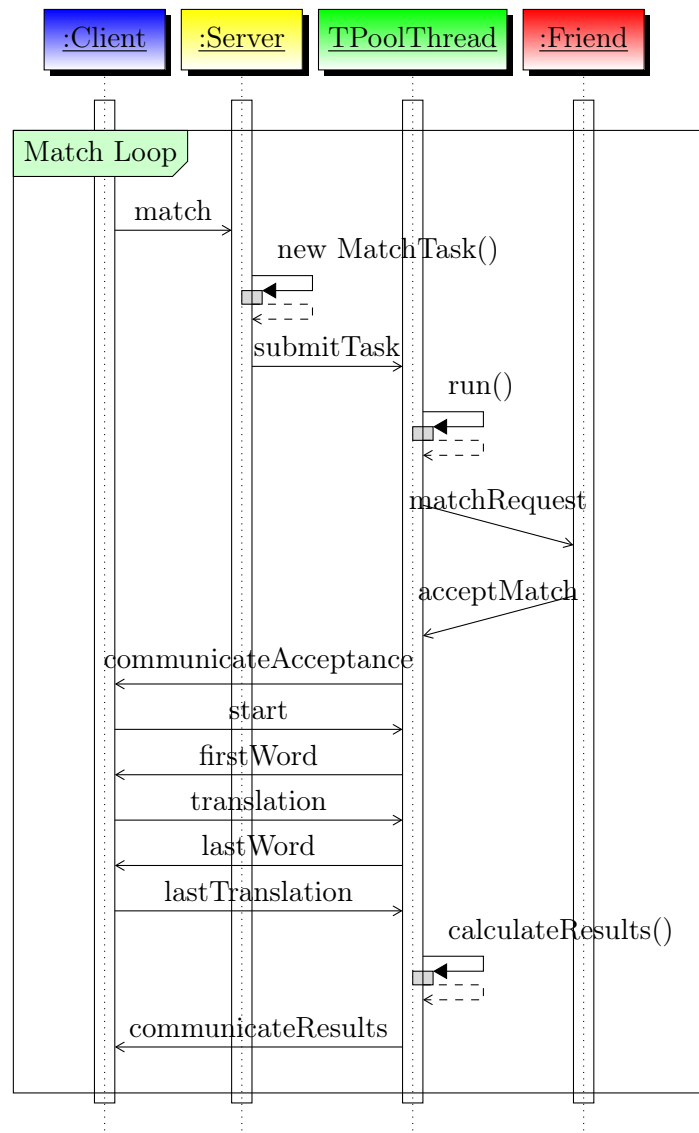 :Client
:Server
TPoolThread
:Friend
Match Loop
match
new MatchTask()
submitTask
run()
matchRequest
acceptMatch
communicateAcceptance
start
firstWord
translation
lastWord
lastTranslation
calculateResults()
communicateResults